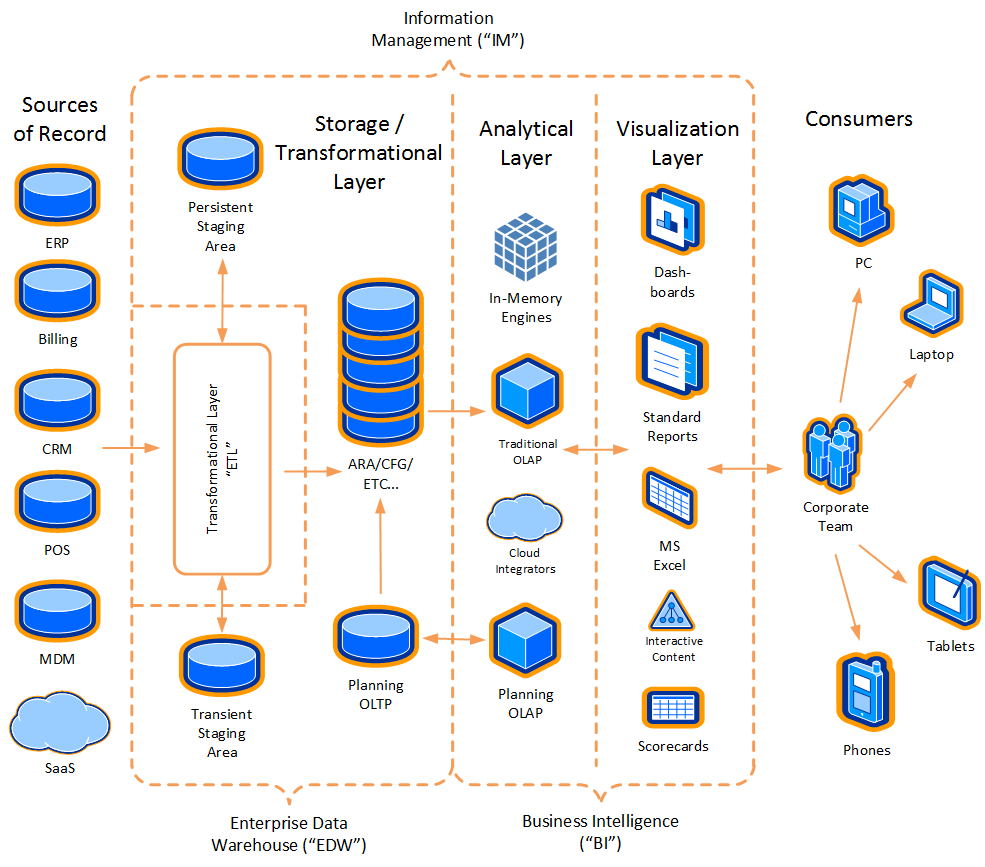 Information
Management (“IM”)
Sources
of Record
ERP
Billing
CRM
POS
MDM
SaaS
Storage /
Transformational
Layer
Persistent
Staging
Area
Transformational Layer
“ETL”
Transient
Staging
Area
ARA/CFG/
ETC...
Planning
OLTP
Analytical
Layer
In-Memory
Engines
Traditional
OLAP
Cloud
Integrators
Planning
OLAP
Visualization
Layer
Dash-
boards
Standard
Reports
MS
Excel
Interactive
Content
Scorecards
Consumers
PC
Laptop
Corporate
Team
Tablets
Phones
Enterprise Data
Warehouse (“EDW”)
Business Intelligence
(“BI”)